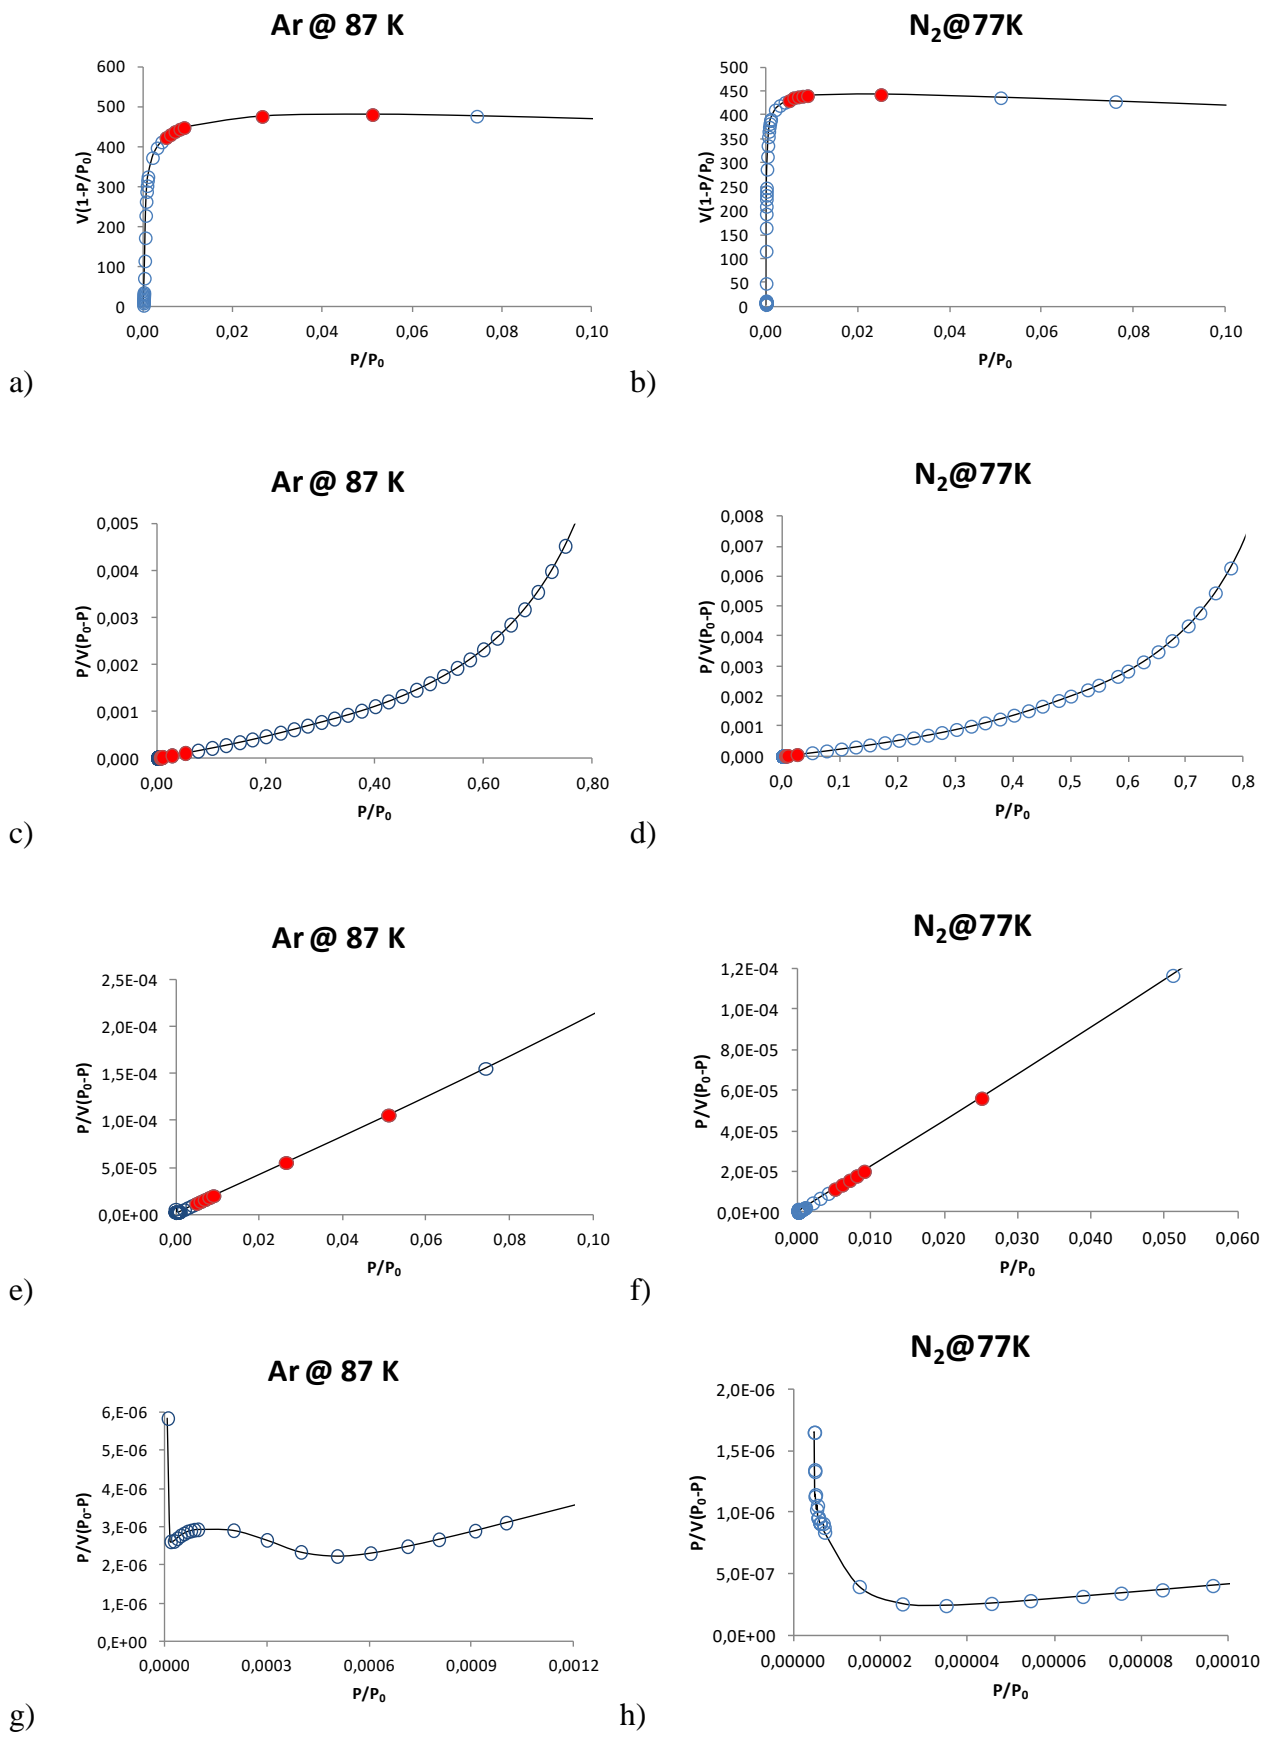 Ar @ 87 K
600
500
400
300
200
100
0
V(1-P/P₀)
0,00 0,02 0,04 0,06 0,08 0,10
P/P₀
a)
N₂@77K
500
450
400
350
300
250
200
150
100
50
0
V(1-P/P₀)
0,00 0,02 0,04 0,06 0,08 0,10
P/P₀
b)
Ar @ 87 K
0,005
0,004
0,003
0,002
0,001
0,000
P/V(P₀-P)
0,00 0,20 0,40 0,60 0,80
P/P₀
c)
N₂@77K
0,008
0,007
0,006
0,005
0,004
0,003
0,002
0,001
0,000
P/V(P₀-P)
0,0 0,1 0,2 0,3 0,4 0,5 0,6 0,7 0,8
P/P₀
d)
Ar @ 87 K
2,5E-04
2,0E-04
1,5E-04
1,0E-04
5,0E-05
0,0E+00
P/V(P₀-P)
0,00 0,02 0,04 0,06 0,08 0,10
P/P₀
e)
N₂@77K
1,2E-04
1,0E-04
8,0E-05
6,0E-05
4,0E-05
2,0E-05
0,0E+00
P/V(P₀-P)
0,000 0,010 0,020 0,030 0,040 0,050 0,060
P/P₀
f)
Ar @ 87 K
6,E-06
5,E-06
4,E-06
3,E-06
2,E-06
1,E-06
0,E+00
P/V(P₀-P)
0,0000 0,0003 0,0006 0,0009 0,0012
P/P₀
g)
N₂@77K
2,0E-06
1,5E-06
1,0E-06
5,0E-07
0,0E+00
P/V(P₀-P)
0,00000 0,00002 0,00004 0,00006 0,00008 0,00010
P/P₀
h)